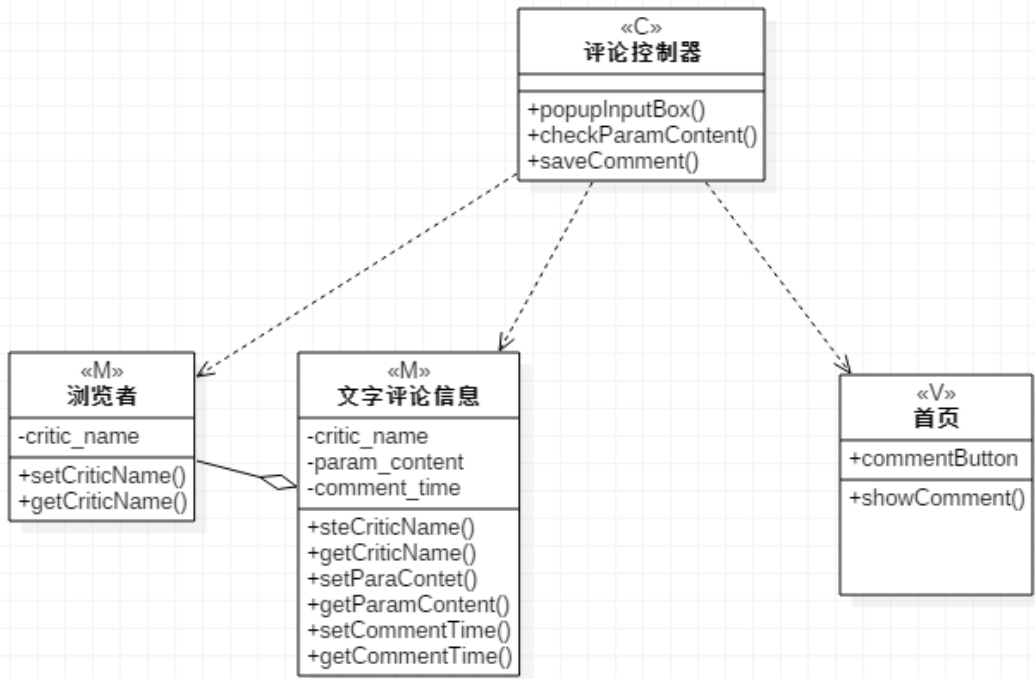 «C»
评论控制器
+popupInputBox()
+checkParamContent()
+saveComment()
«M»
浏览者
-critic_name
+setCriticName()
+getCriticName()
«M»
文字评论信息
-critic_name
-param_content
-comment_time
+steCriticName()
+getCriticName()
+setParaContet()
+getParamContent()
+setCommentTime()
+getCommentTime()
«V»
首页
+commentButton
+showComment()